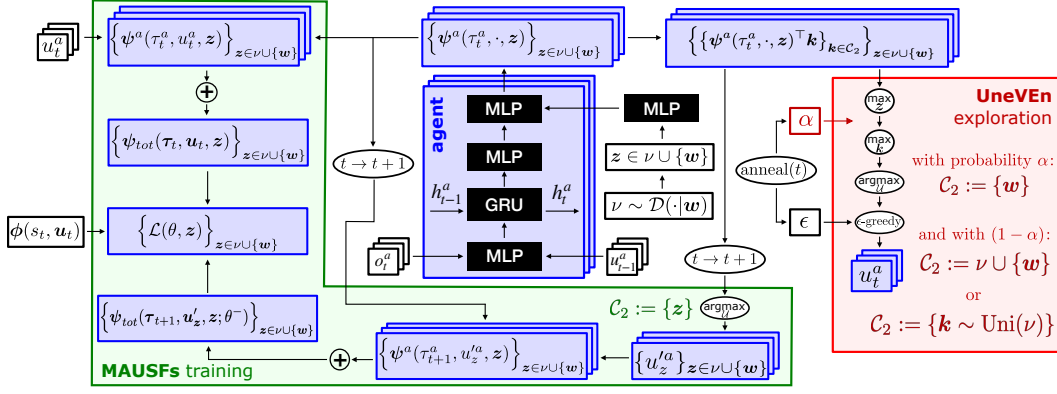 u_t^a
{ψ^a(τ_t^a, u_t^a, z)}_{z∈ν∪{w}}
{ψ^a(τ_t^a, ·, z)}_{z∈ν∪{w}}
{{ψ^a(τ_t^a, ·, z)^⊤ k}_{k∈C_2}}_{z∈ν∪{w}}
+
{ψ_tot(τ_t, u_t, z)}_{z∈ν∪{w}}
ϕ(s_t, u_t)
{L(θ, z)}_{z∈ν∪{w}}
{ψ_tot(τ_{t+1}, u'_z, z; θ^−)}_{z∈ν∪{w}}
MAUSFs training
t → t + 1
agent
MLP
MLP
GRU
MLP
h_{t-1}^a
h_t^a
o_t^a
u_{t-1}^a
MLP
z ∈ ν ∪ {w}
ν ∼ D(·|w)
t → t + 1
C_2 := {z}
argmax
u
{u'^a_z}_{z∈ν∪{w}}
{ψ^a(τ_{t+1}^a, u'^a_z, z)}_{z∈ν∪{w}}
+
anneal(t)
α
ϵ
UneVEn
exploration
max
z
max
k
argmax
u
ϵ-greedy
u_t^a
with probability α:
C_2 := {w}
and with (1 − α):
C_2 := ν ∪ {w}
or
C_2 := {k ∼ Uni(ν)}